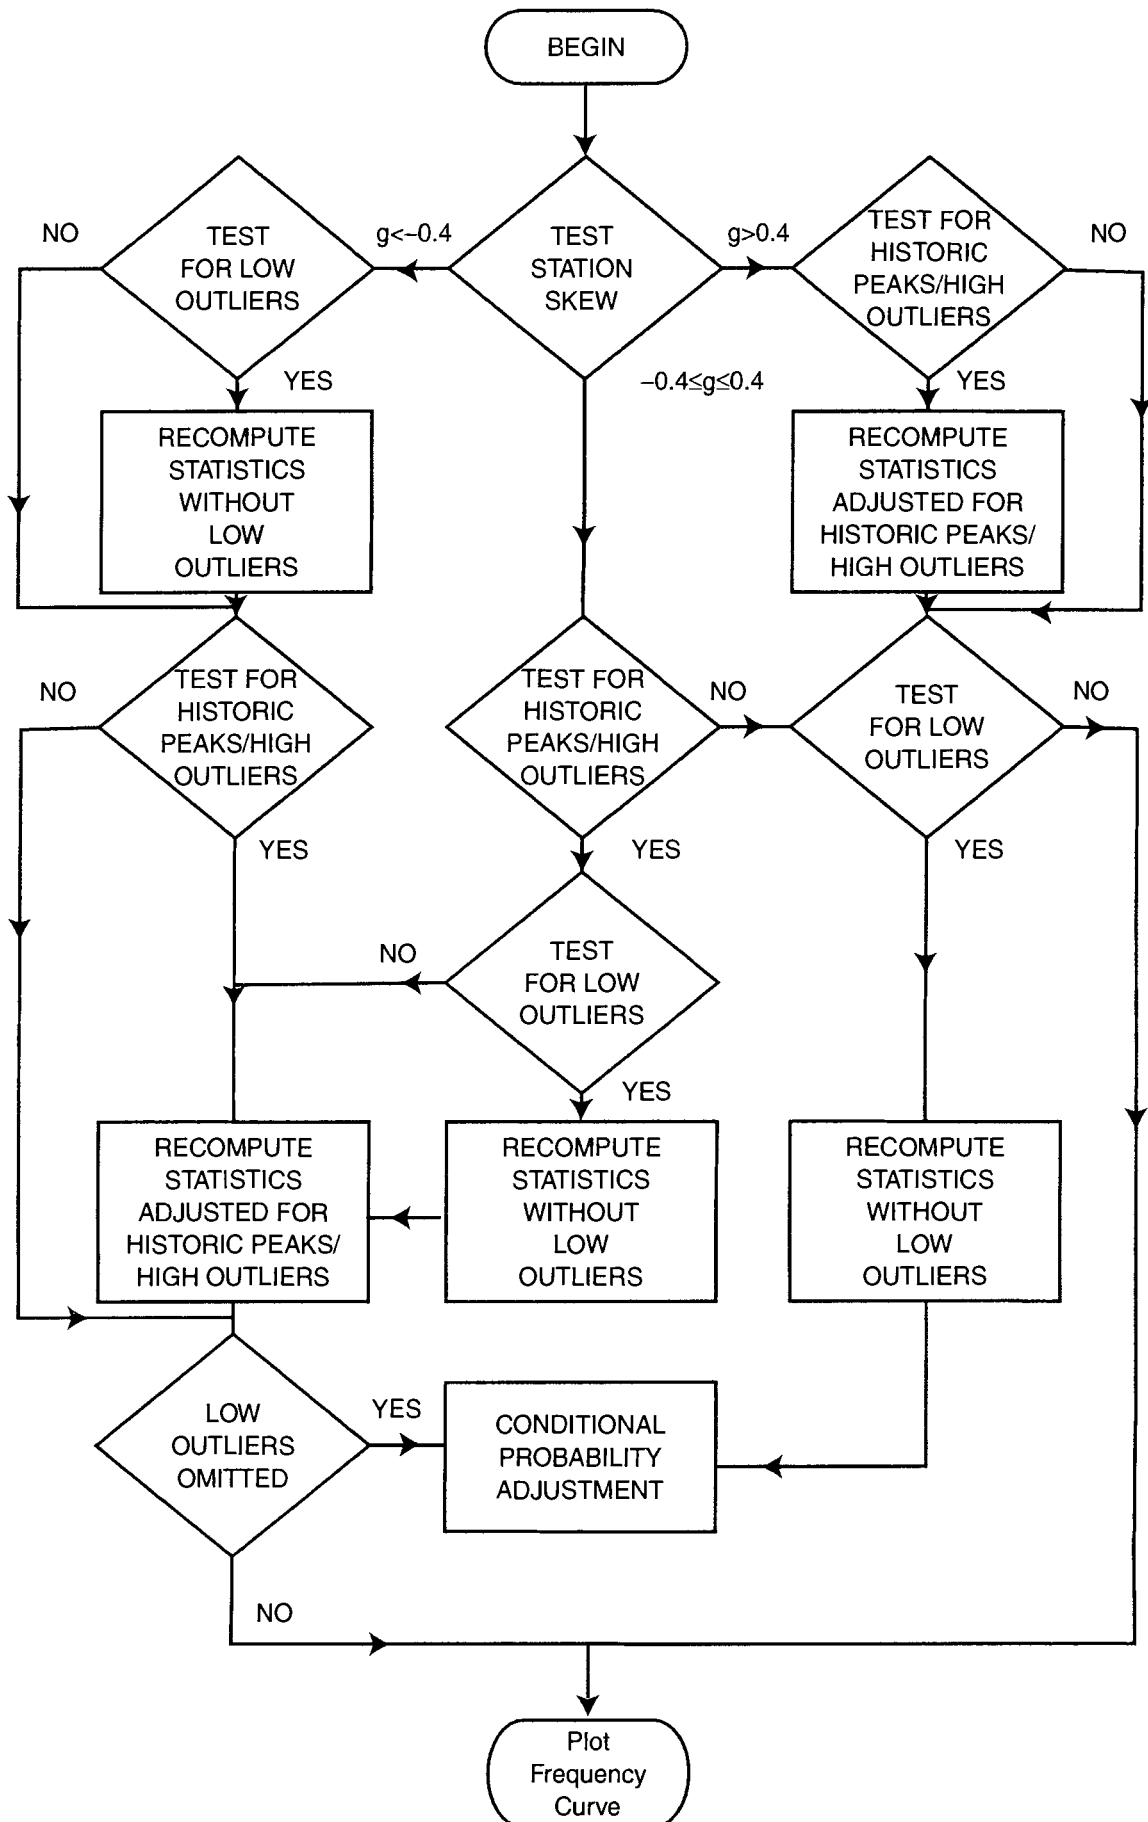 BEGIN
NO
TEST
FOR LOW
OUTLIERS
g<−0.4
TEST
STATION
SKEW
g>0.4
TEST FOR
HISTORIC
PEAKS/HIGH
OUTLIERS
NO
YES
−0.4≤g≤0.4
YES
RECOMPUTE
STATISTICS
WITHOUT
LOW
OUTLIERS
RECOMPUTE
STATISTICS
ADJUSTED FOR
HISTORIC PEAKS/
HIGH OUTLIERS
NO
TEST FOR
HISTORIC
PEAKS/HIGH
OUTLIERS
TEST FOR
HISTORIC
PEAKS/HIGH
OUTLIERS
NO
TEST
FOR LOW
OUTLIERS
NO
YES
YES
YES
NO
TEST
FOR LOW
OUTLIERS
YES
RECOMPUTE
STATISTICS
ADJUSTED FOR
HISTORIC PEAKS/
HIGH OUTLIERS
RECOMPUTE
STATISTICS
WITHOUT
LOW
OUTLIERS
RECOMPUTE
STATISTICS
WITHOUT
LOW
OUTLIERS
LOW
OUTLIERS
OMITTED
YES
CONDITIONAL
PROBABILITY
ADJUSTMENT
NO
Plot
Frequency
Curve